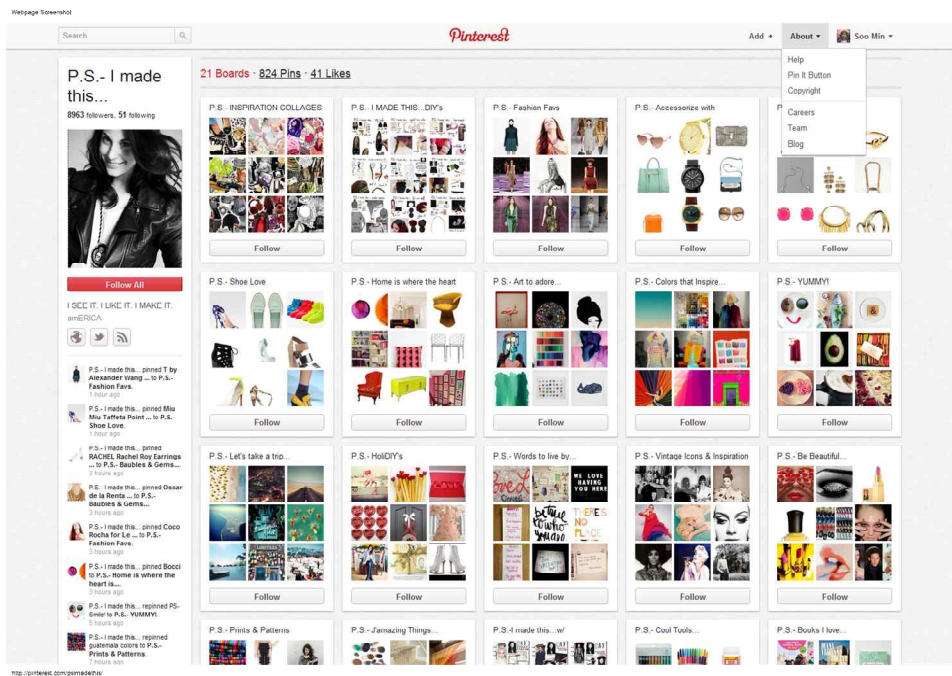 Webpage Screenshot
Search
Pinterest
Add +
About
Soo Min
Help
Pin It Button
Copyright
Careers
Team
Blog
P.S.- I made
this...
8963 followers, 51 following
Follow All
I SEE IT. I LIKE IT. I MAKE IT.
amERICA
P.S.- I made this... pinned T by
Alexander Wang ... to P.S.-
Fashion Favs.
1 hour ago
P.S.- I made this... pinned Miu
Miu Taffeta Point ... to P.S.-
Shoe Love.
1 hour ago
P.S.- I made this... pinned
RACHEL Rachel Roy Earrings
... to P.S.- Baubles & Gems...
3 hours ago
P.S.- I made this... pinned Oscar
de la Renta ... to P.S.-
Baubles & Gems...
3 hours ago
P.S.- I made this... pinned Coco
Rocha for Le ... to P.S.-
Fashion Favs.
3 hours ago
P.S.- I made this... pinned Bocci
to P.S.- Home is where the
heart is...
3 hours ago
P.S.- I made this... repinned PS-
Smile! to P.S.- YUMMY!
5 hours ago
P.S.- I made this... repinned
guatemala colors to P.S.-
Prints & Patterns.
7 hours ago
21 Boards · 824 Pins · 41 Likes
P.S.- INSPIRATION COLLAGES
P.S.- I MADE THIS...DIY's
P.S.- Fashion Favs
P.S.- Accessorize with
P
Follow
Follow
Follow
Follow
Follow
P.S.- Shoe Love
P.S.- Home is where the heart
P.S.- Art to adore...
P.S.- Colors that Inspire...
P.S.- YUMMY!
Follow
Follow
Follow
Follow
Follow
P.S.- Let's take a trip...
P.S.- HoliDIY's
P.S.- Words to live by...
P.S.- Vintage Icons & Inspiration
P.S.- Be Beautiful...
WE LOVE
HAVING
YOU HERE
THERE'S
NO
PLACE
Follow
Follow
Follow
Follow
Follow
P.S.- Prints & Patterns
P.S.- J'amazing Things...
P.S.-I made this...w/
P.S.- Cool Tools...
P.S.- Books I love...
http://pinterest.com/psimadethis/